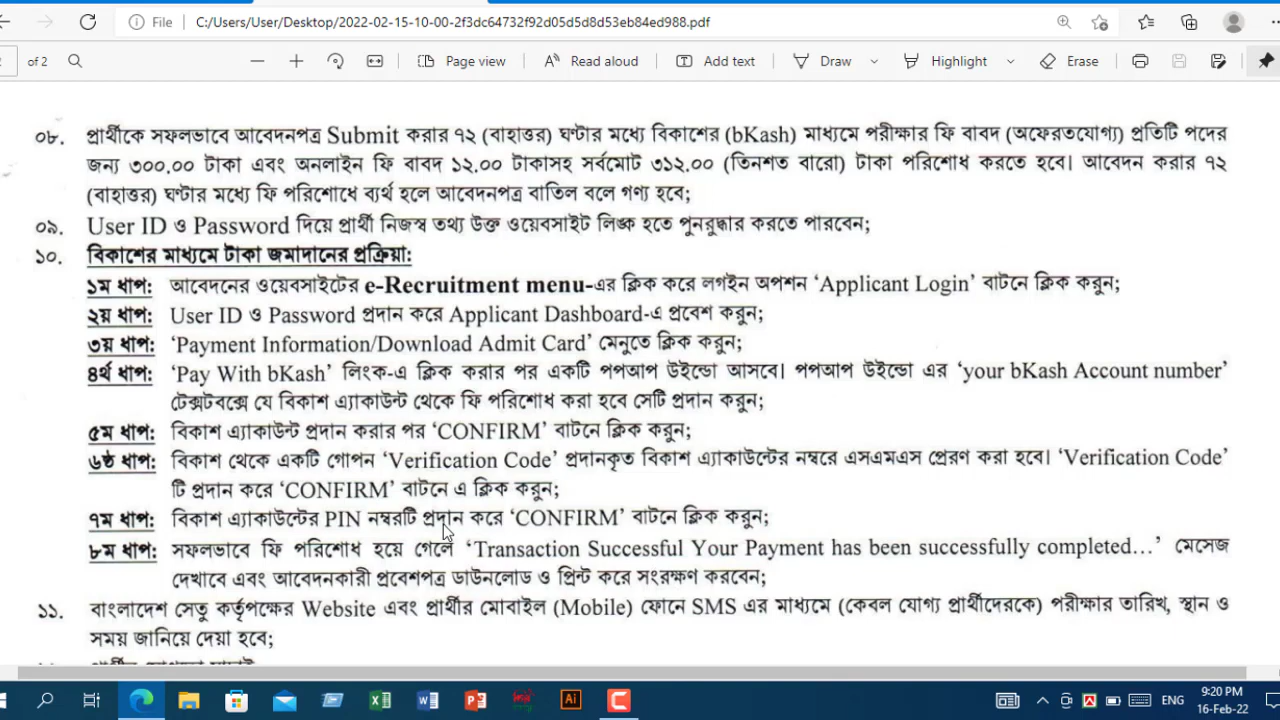 File
C:/Users/User/Desktop/2022-02-15-10-00-2f3dc64732f92d05d5d8d53eb84ed988.pdf
of 2
Page view
Read aloud
Add text
Draw
Highlight
Erase
০৮. প্রার্থীকে সফলভাবে আবেদনপত্র Submit করার ৭২ (বাহাত্তর) ঘণ্টার মধ্যে বিকাশের (bKash) মাধ্যমে পরীক্ষার ফি বাবদ (অফেরতযোগ্য) প্রতিটি পদের
জন্য ৩০০.০০ টাকা এবং অনলাইন ফি বাবদ ১২.০০ টাকাসহ সর্বমোট ৩১২.০০ (তিনশত বারো) টাকা পরিশোধ করতে হবে। আবেদন করার ৭২
(বাহাত্তর) ঘণ্টার মধ্যে ফি পরিশোধে ব্যর্থ হলে আবেদনপত্র বাতিল বলে গণ্য হবে;
০৯. User ID ও Password দিয়ে প্রার্থী নিজস্ব তথ্য উক্ত ওয়েবসাইট লিঙ্ক হতে পুনরুদ্ধার করতে পারবেন;
১০. বিকাশের মাধ্যমে টাকা জমাদানের প্রক্রিয়া:
১ম ধাপ: আবেদনের ওয়েবসাইটের e-Recruitment menu-এর ক্লিক করে লগইন অপশন ‘Applicant Login’ বাটনে ক্লিক করুন;
২য় ধাপ: User ID ও Password প্রদান করে Applicant Dashboard-এ প্রবেশ করুন;
৩য় ধাপ: ‘Payment Information/Download Admit Card’ মেনুতে ক্লিক করুন;
৪র্থ ধাপ: ‘Pay With bKash’ লিংক-এ ক্লিক করার পর একটি পপআপ উইন্ডো আসবে। পপআপ উইন্ডো এর ‘your bKash Account number’
টেক্সটবক্সে যে বিকাশ এ্যাকাউন্ট থেকে ফি পরিশোধ করা হবে সেটি প্রদান করুন;
৫ম ধাপ: বিকাশ এ্যাকাউন্ট প্রদান করার পর ‘CONFIRM’ বাটনে ক্লিক করুন;
৬ষ্ঠ ধাপ: বিকাশ থেকে একটি গোপন ‘Verification Code’ প্রদানকৃত বিকাশ এ্যাকাউন্টের নম্বরে এসএমএস প্রেরণ করা হবে। ‘Verification Code’
টি প্রদান করে ‘CONFIRM’ বাটনে এ ক্লিক করুন;
৭ম ধাপ: বিকাশ এ্যাকাউন্টের PIN নম্বরটি প্রদান করে ‘CONFIRM’ বাটনে ক্লিক করুন;
৮ম ধাপ: সফলভাবে ফি পরিশোধ হয়ে গেলে ‘Transaction Successful Your Payment has been successfully completed...’ মেসেজ
দেখাবে এবং আবেদনকারী প্রবেশপত্র ডাউনলোড ও প্রিন্ট করে সংরক্ষণ করবেন;
১১. বাংলাদেশ সেতু কর্তৃপক্ষের Website এবং প্রার্থীর মোবাইল (Mobile) ফোনে SMS এর মাধ্যমে (কেবল যোগ্য প্রার্থীদেরকে) পরীক্ষার তারিখ, স্থান ও
সময় জানিয়ে দেয়া হবে;
ENG
9:20 PM
16-Feb-22